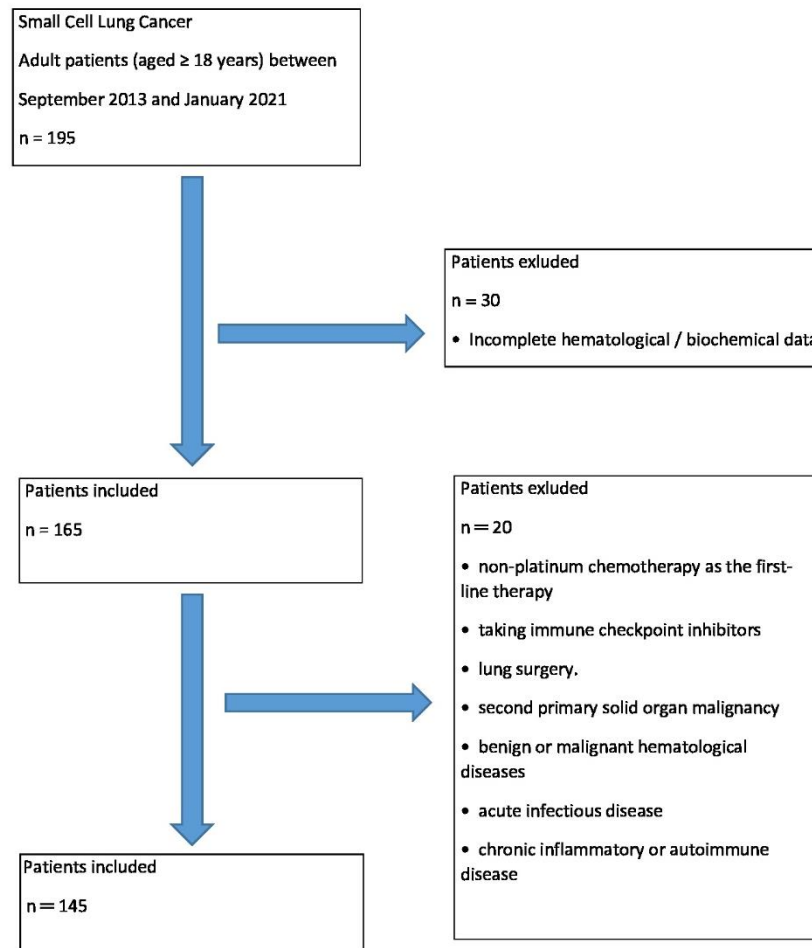 Small Cell Lung Cancer
Adult patients (aged ≥ 18 years) between
September 2013 and January 2021
n = 195
Patients exluded
n = 30
• Incomplete hematological / biochemical data
Patients included
n = 165
Patients exluded
n = 20
• non-platinum chemotherapy as the first-
line therapy
• taking immune checkpoint inhibitors
• lung surgery.
• second primary solid organ malignancy
• benign or malignant hematological
diseases
• acute infectious disease
• chronic inflammatory or autoimmune
disease
Patients included
n = 145